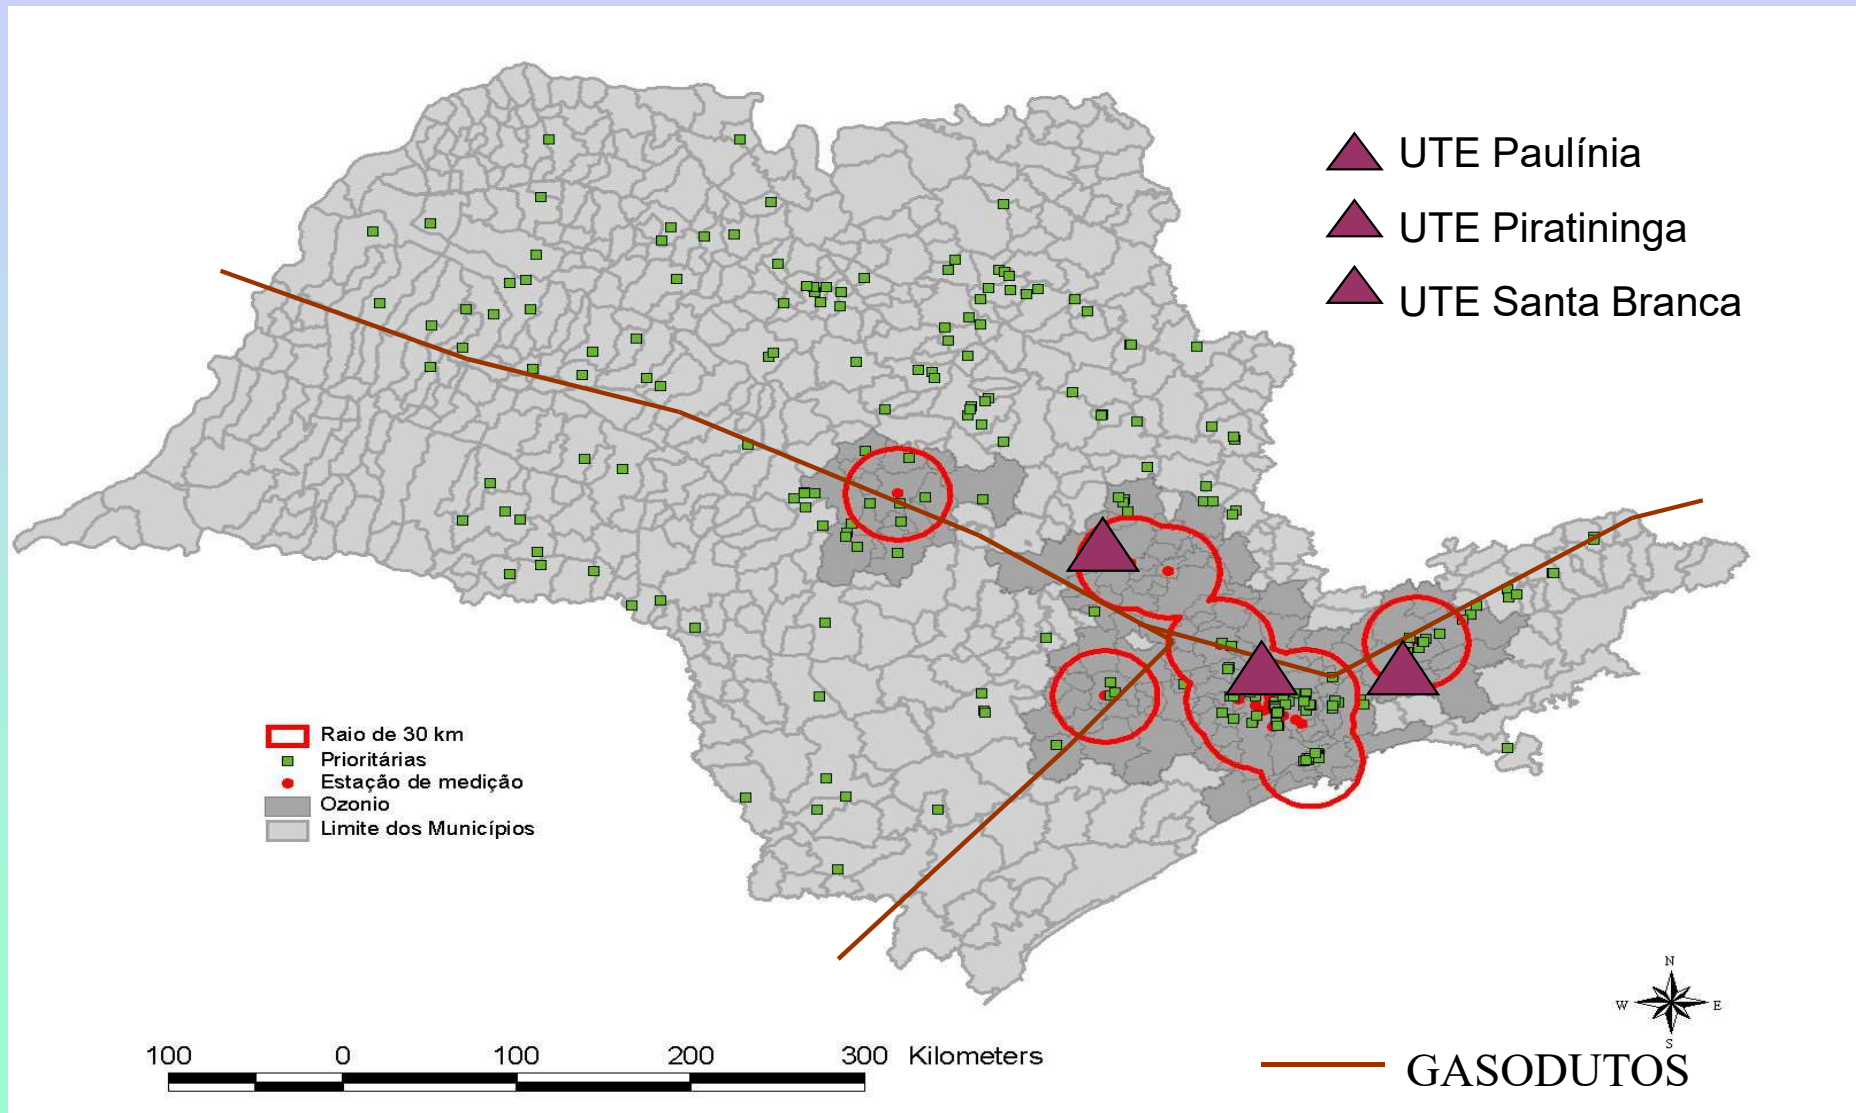 UTE Paulínia
UTE Piratininga
UTE Santa Branca
Raio de 30 km
Prioritárias
Estação de medição
Ozonio
Limite dos Municípios
N
W E
S
100 0 100 200 300 Kilometers
GASODUTOS